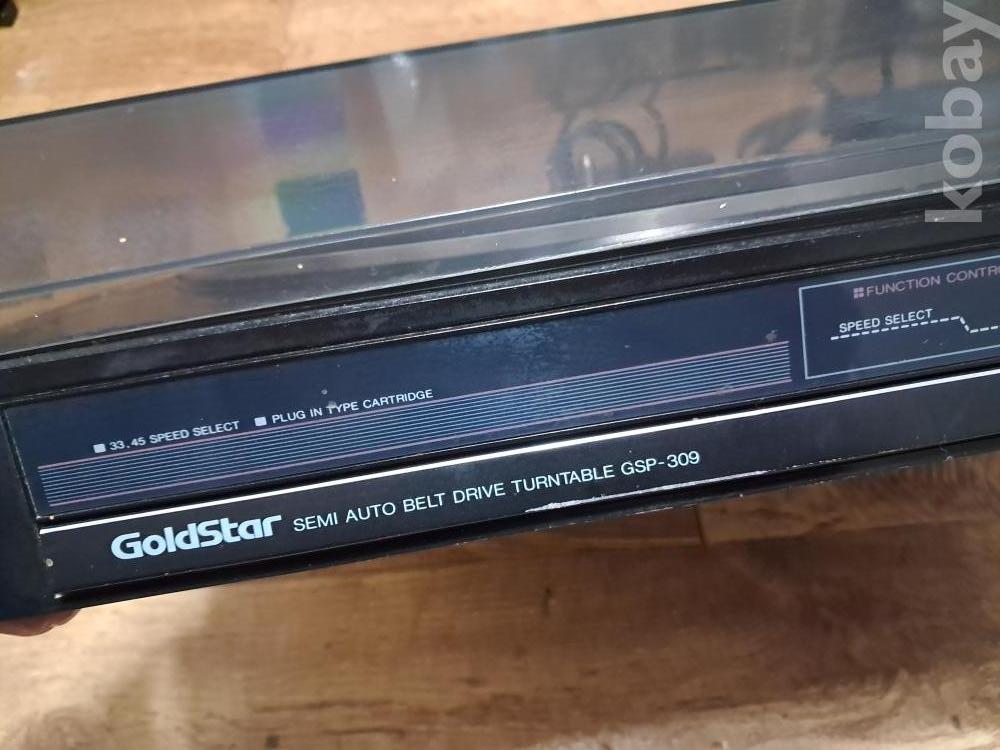 kobay
FUNCTION CONTRO
SPEED SELECT
33.45 SPEED SELECT PLUG IN TYPE CARTRIDGE
GoldStar SEMI AUTO BELT DRIVE TURNTABLE GSP-309